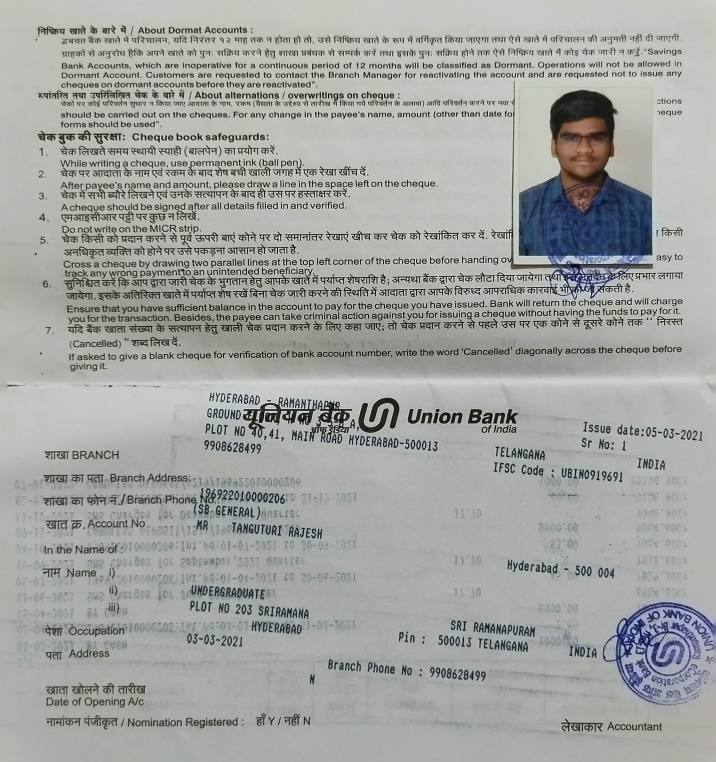 निष्क्रिय खाते के बारे में / About Dormat Accounts :
डबचत बैंक खाते में परिचालन, यदि निरंतर १२ माह तक न होता हो तो, उसे निष्क्रिय खाते के रूप में वर्गिकृत किया जाएगा तथा ऐसे खाते में परिचालन की अनुमती नही दी जाएगी.
ग्राहकों से अनुरोध हैकि अपने खाते को पुनः सक्रिय करने हेतु शाखा प्रबंधक से सम्पर्क करें तथा इसके पुनः सक्रिय होने तक ऐसे निष्क्रिय खाते में कोई चेक जारी न करें."Savings
Bank Accounts, which are inoperative for a continuous period of 12 months will be classified as Dormant. Operations will not be allowed in
Dormant Account. Customers are requested to contact the Branch Manager for reactivating the account and are requested not to issue any
cheques on dormant accounts before they are reactivated".
रूपांतरित तथा उपरिलिखित चेक के बारे में / About alternations / overwritings on cheque :
चेको पर कोई परिवर्तन सुधार न किया जाए आदाता के नाम, रकम ctions
should be carried out on the cheques. For any change in the payee's name, amount (other than date fo heque
forms should be used".
चेक बुक की सुरक्षा: Cheque book safeguards:
1. चेक लिखते समय स्थायी स्याही (बालपेन) का प्रयोग करें.
While writing a cheque, use permanent ink (ball pen).
2. चेक पर आदाता के नाम एवं रकम के बाद शेष बची खाली जगह में एक रेखा खींच दें.
After payee's name and amount, please draw a line in the space left on the cheque.
3. चेक में सभी ब्यौरे लिखने एवं उनके सत्यापन के बाद ही उस पर हस्ताक्षर करें.
A cheque should be signed after all details filled in and verified.
4. एमआइसीआर पट्टी पर कुछ न लिखें.
Do not write on the MICR strip.
5. चेक किसी को प्रदान करने से पूर्व ऊपरी बाएं कोने पर दो समानांतर रेखाएं खीच कर चेक को रेखांकित कर दें. रेखां किसी
अनधिकृत व्यक्ति को होने पर उसे पकड़ना आसान हो जाता है.
Cross a cheque by drawing two parallel lines at the top left corner of the cheque before handing ov asy to
track any wrong payment to an unintended beneficiary.
6. सुनिश्चित करें कि आप द्वारा जारी चेक के भुगतान हेतु आपके खाते में पर्याप्त शेषराशि है; अन्यथा बैंक द्वारा चेक लौटा दिया जायेगा तथा के लिए प्रभार लगाया
जायेगा. इसके अतिरिक्त खाते में पर्याप्त शेष रखें बिना चेक जारी करने की स्थिति में आदाता द्वारा आपके विरुध्द आपराधिक कारवाई भी की जा सकती है.
Ensure that you have sufficient balance in the account to pay for the cheque you have issued. Bank will return the cheque and will charge
you for the transaction. Besides, the payee can take criminal action against you for issuing a cheque without having the funds to pay for it.
7. यदि बैंक खाता संख्या के सत्यापन हेतु खाली चेक प्रदान करने के लिए कहा जाए; तो चेक प्रदान करने से पहले उस पर एक कोने से दूसरे कोने तक '' निरस्त
(Cancelled) " शब्द लिख दें.
If asked to give a blank cheque for verification of bank account number, write the word 'Cancelled' diagonally across the cheque before
giving it.
HYDERABAD - RAMANTHAPUR
यूनियन बैंक Union Bank
ऑफ इंडिया of India
GROUND
PLOT NO 40,41, MAIN ROAD HYDERABAD-500013
9908628499
Issue date:05-03-2021
Sr No: 1
शाखा BRANCH
TELANGANA INDIA
IFSC Code : UBIN0919691
शाखा का पता Branch Address:
शाखा का फोन नं./Branch Phone No.: 196922010000206
(SB GENERAL)
खात क्र. Account No
MR TANGUTURI RAJESH
In the Name of :
नाम Name i)
Hyderabad - 500 004
ii) UNDERGRADUATE
iii) PLOT NO 203 SRIRAMANA
पेशा Occupation HYDERABAD SRI RAMANAPURAM
03-03-2021 Pin : 500013 TELANGANA INDIA
पता Address
Branch Phone No : 9908628499
N
खाता खोलने की तारीख
Date of Opening A/c
नामांकन पंजीकृत / Nomination Registered : हाँ Y / नहीं N
लेखाकार Accountant